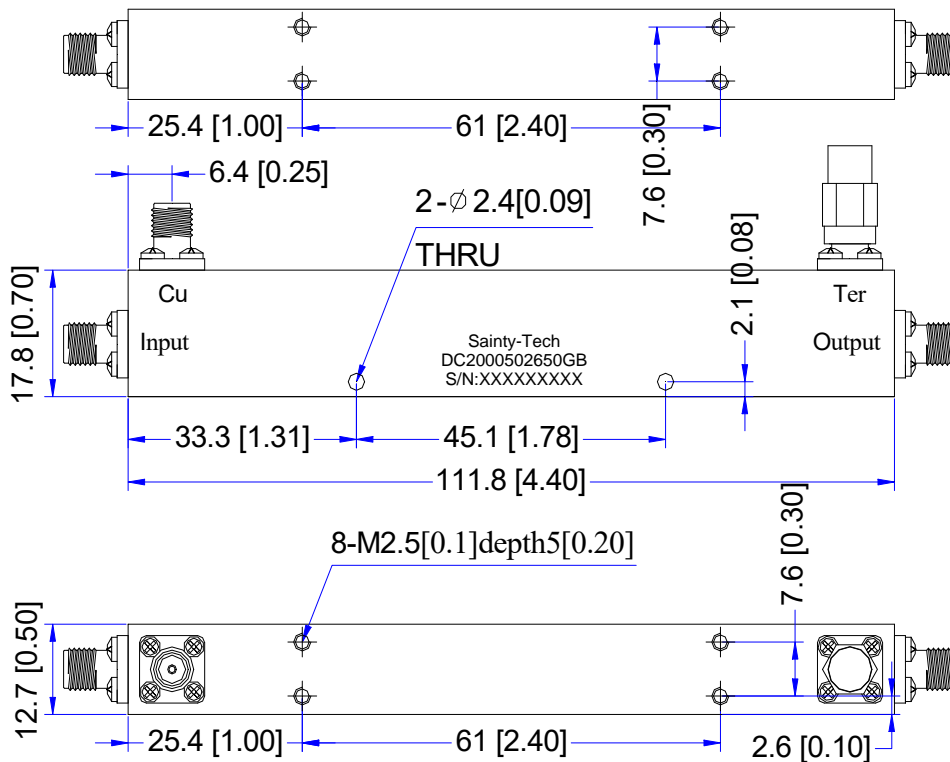 25.4 [1.00]
61 [2.40]
7.6 [0.30]
6.4 [0.25]
2-⌀2.4[0.09]
THRU
2.1 [0.08]
17.8 [0.70]
Cu
Ter
Input
Output
Sainty-Tech
DC2000502650GB
S/N:XXXXXXXXX
33.3 [1.31]
45.1 [1.78]
111.8 [4.40]
8-M2.5[0.1]depth5[0.20]
7.6 [0.30]
12.7 [0.50]
25.4 [1.00]
61 [2.40]
2.6 [0.10]